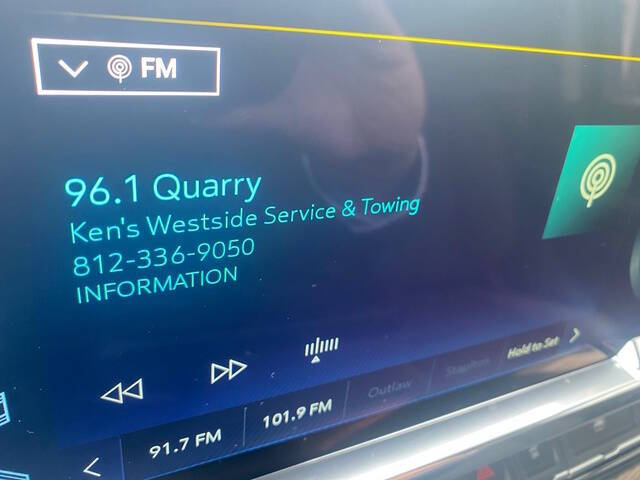 FM
96.1 Quarry
Ken's Westside Service & Towing
812-336-9050
INFORMATION
91.7 FM
101.9 FM
Outlaw
Hold to Set